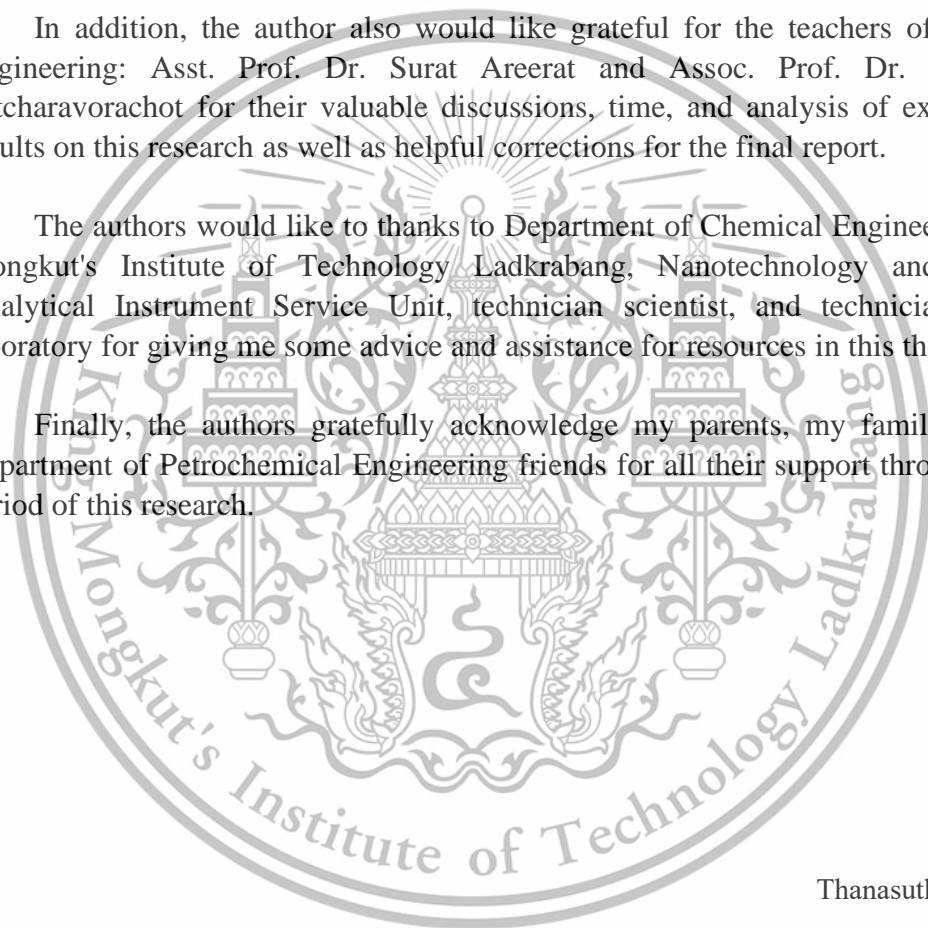 In addition, the author also would like grateful for the teachers of
gineering: Asst. Prof. Dr. Surat Areerat and Assoc. Prof. Dr.
tcharavorachot for their valuable discussions, time, and analysis of ex
ults on this research as well as helpful corrections for the final report.
The authors would like to thanks to Department of Chemical Enginee
ongkut's Institute of Technology Ladkrabang, Nanotechnology and
alytical Instrument Service Unit, technician scientist, and technicia
boratory for giving me some advice and assistance for resources in this th
Finally, the authors gratefully acknowledge my parents, my famil
partment of Petrochemical Engineering friends for all their support thro
riod of this research.
King Mongkut's Institute of Technology Ladkrabang
Thanasuth